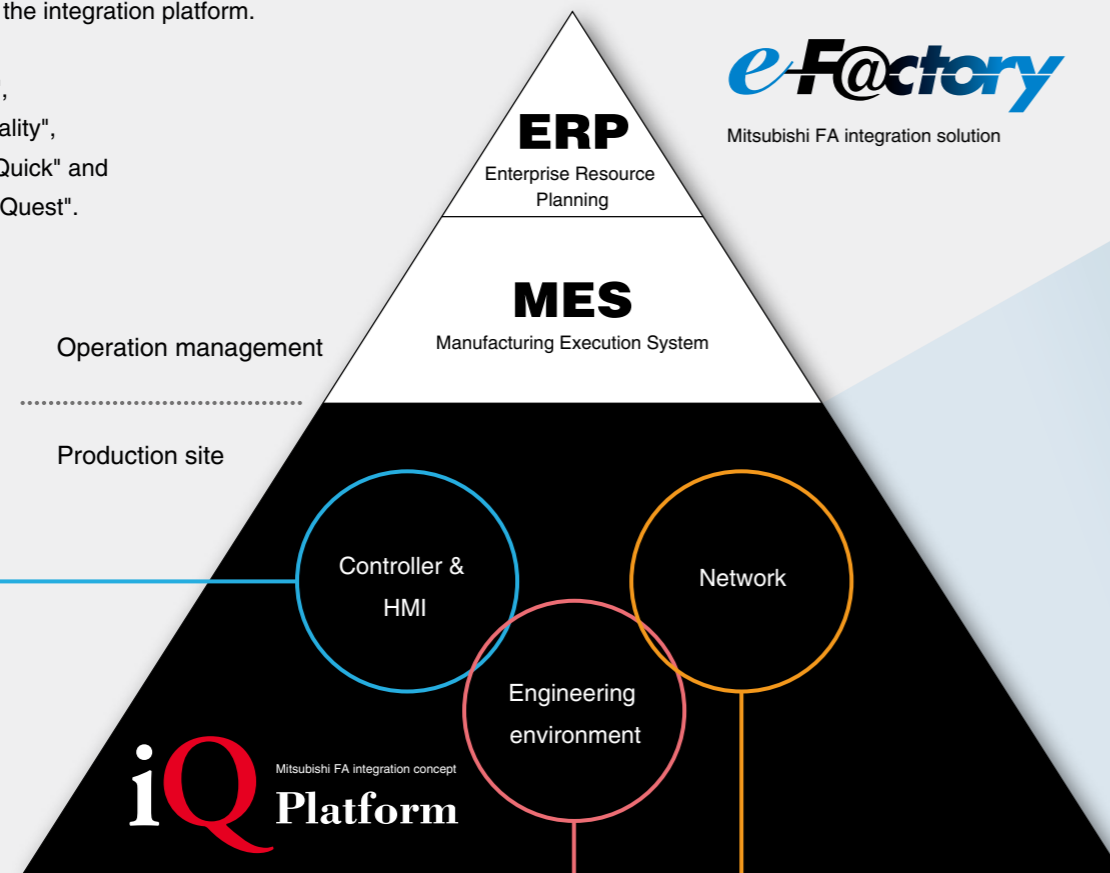 the integration platform.
",
ality",
Quick" and
Quest".
e-F@ctory
Mitsubishi FA integration solution
ERP
Enterprise Resource
Planning
MES
Manufacturing Execution System
Operation management
Production site
Controller &
HMI
Network
Engineering
environment
iQ
Mitsubishi FA integration concept
Platform